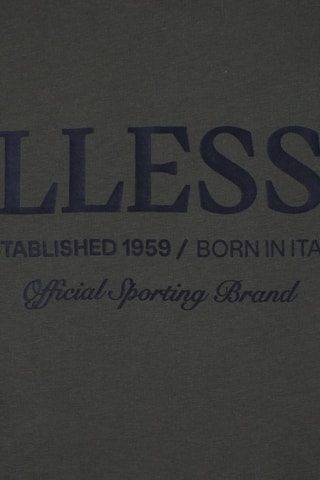 LLESS
TABLISHED 1959 / BORN IN ITA
Official Sporting Brand